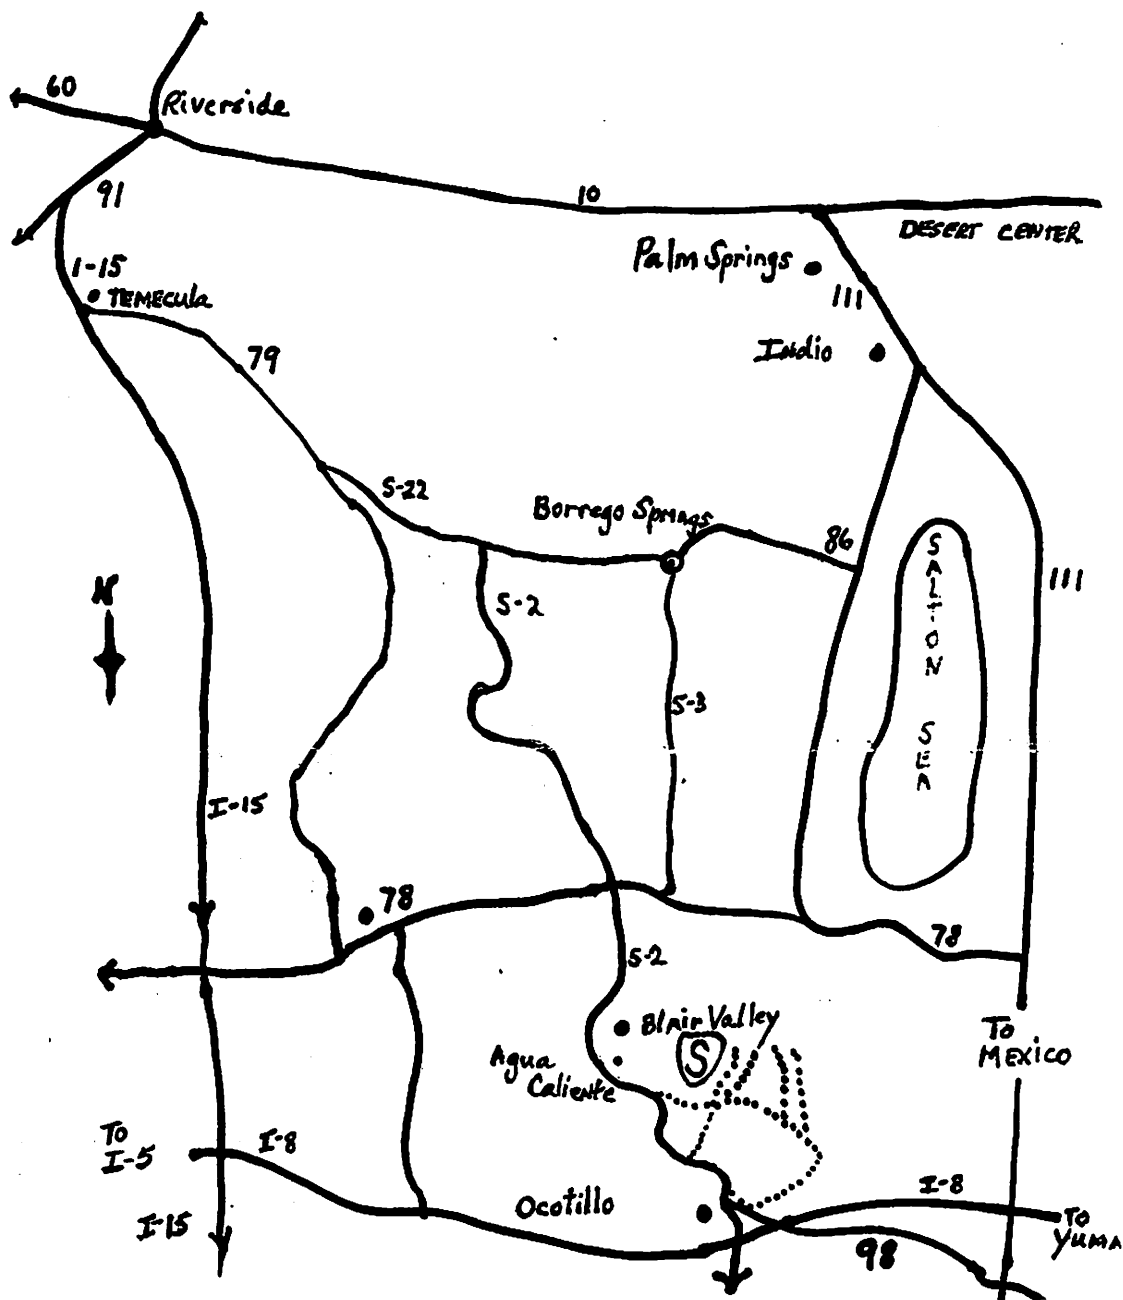 60
Riverside
91
10
DESERT CENTER
Palm Springs
I-15
TEMECULA
111
Indio
79
S-22
Borrego Springs
86
SALTON SEA
111
N
S-2
S-3
I-15
78
78
S-2
Blair Valley
S
To
MEXICO
Agua
Caliente
To
I-5
I-8
I-8
Ocotillo
I-15
To
YUMA
98